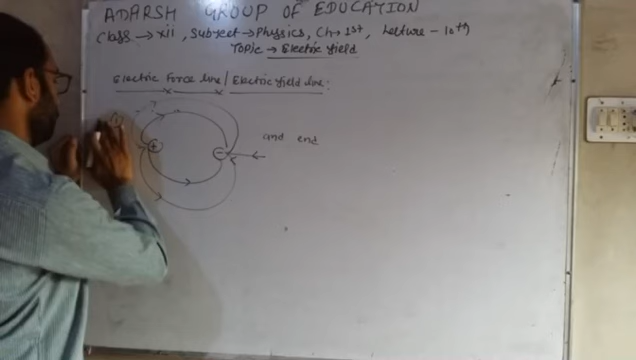 ADARSH GROUP OF EDUCATION
Class → xii, Subject → Physics, Ch → 1st, Lecture - 10th
Topic → Electric field
Electric Force line / Electric field line:
+
-
and end